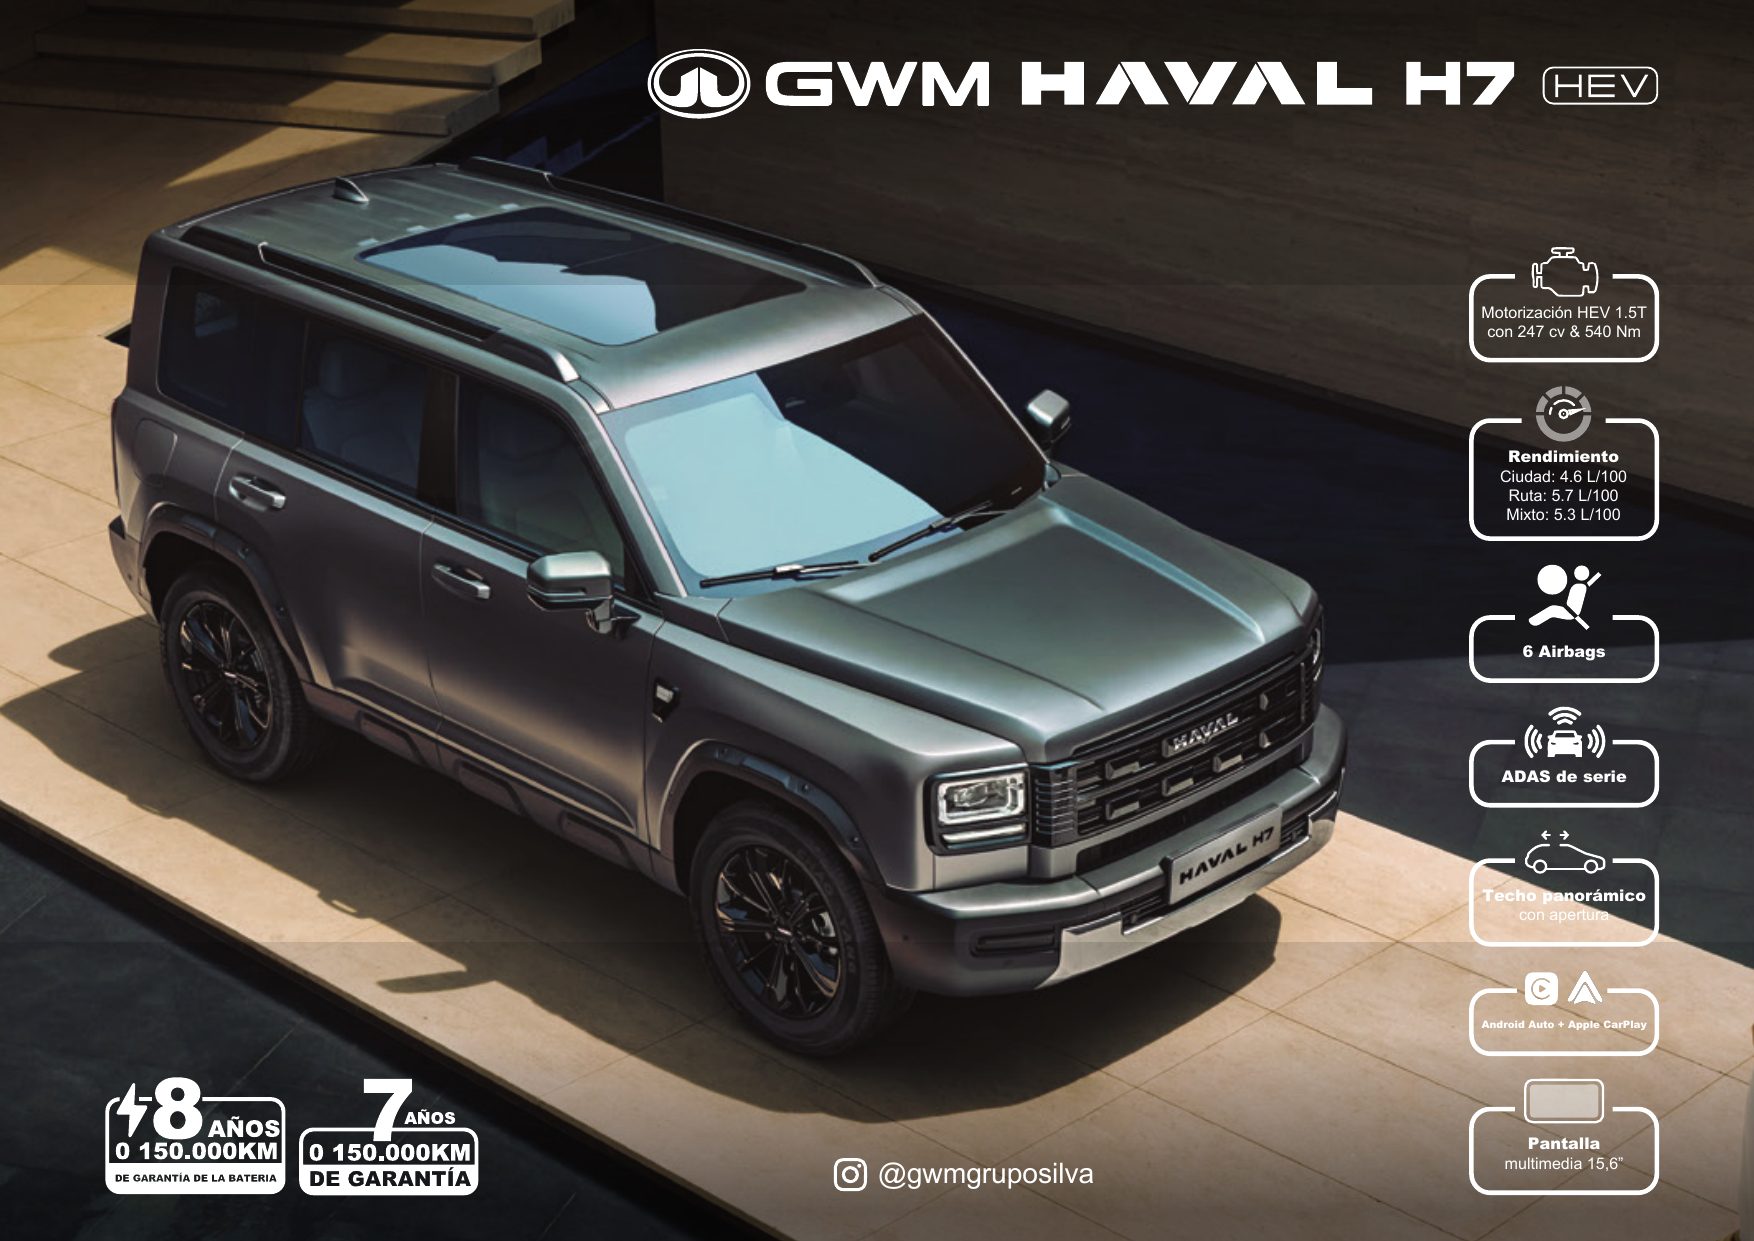 GWM HAVAL H7 HEV
Motorización HEV 1.5T
con 247 cv & 540 Nm
Rendimiento
Ciudad: 4.6 L/100
Ruta: 5.7 L/100
Mixto: 5.3 L/100
6 Airbags
ADAS de serie
Techo panorámico
con apertura
Android Auto + Apple CarPlay
Pantalla
multimedia 15,6”
HAVAL
HAVAL H7
8 AÑOS
O 150.000KM
DE GARANTÍA DE LA BATERIA
7 AÑOS
O 150.000KM
DE GARANTÍA
@gwmgruposilva